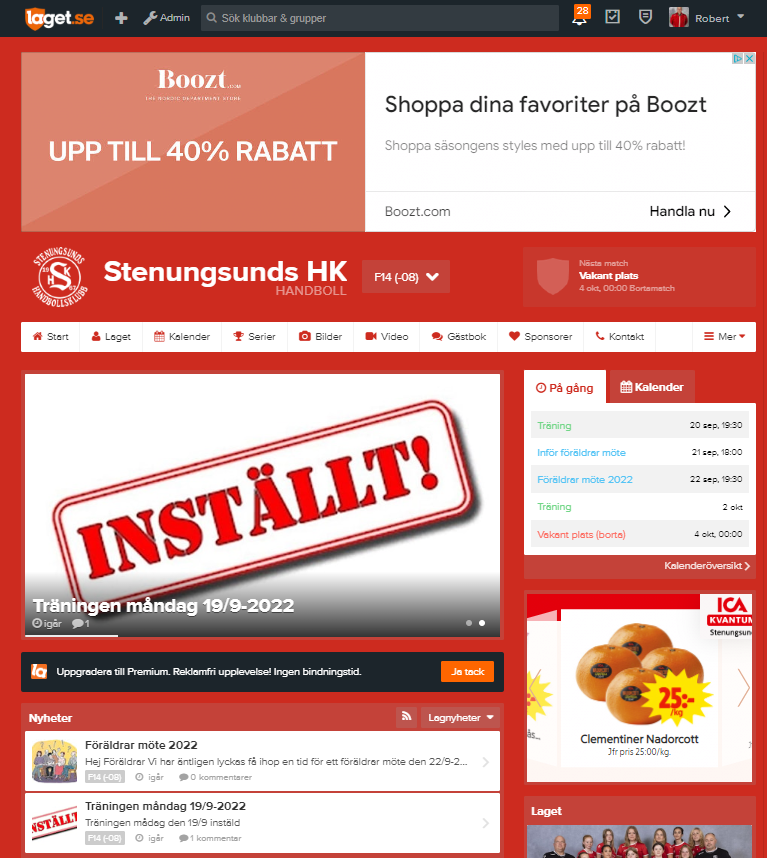 laget.se
Admin
Sök klubbar & grupper
28
Robert
Boozt.COM
THE NORDIC DEPARTMENT STORE
UPP TILL 40% RABATT
Shoppa dina favoriter på Boozt
Shoppa säsongens styles med upp till 40% rabatt!
Boozt.com
Handla nu
STENUNGSUNDS
HANDBOLLSKLUBB
Stenungsunds HK
HANDBOLL
F14 (-08)
Nästa match
Vakant plats
4 okt, 00:00 Bortamatch
Start
Laget
Kalender
Serier
Bilder
Video
Gästbok
Sponsorer
Kontakt
Mer
INSTÄLLT!
Träningen måndag 19/9-2022
igår 1
På gång
Kalender
Träning 20 sep, 19:30
Inför föräldrar möte 21 sep, 18:00
Föräldrar möte 2022 22 sep, 19:30
Träning 2 okt
Vakant plats (borta) 4 okt, 00:00
Kalenderöversikt
Uppgradera till Premium. Reklamfri upplevelse! Ingen bindningstid.
Ja tack
ICA
KVANTUM
Stenungsun
25:-
/kg
ås...
Clementiner Nadorcott
Jfr pris 25:00/kg.
Nyheter
Lagnyheter
Föräldrar möte 2022
Hej Föräldrar Vi har äntligen lyckas få ihop en tid för ett föräldrar möte den 22/9-2...
F14 (-08) igår 0 kommentarer
INSTÄLLT
Träningen måndag 19/9-2022
Träningen mådag den 19/9 inställd
F14 (-08) igår 1 kommentar
Laget